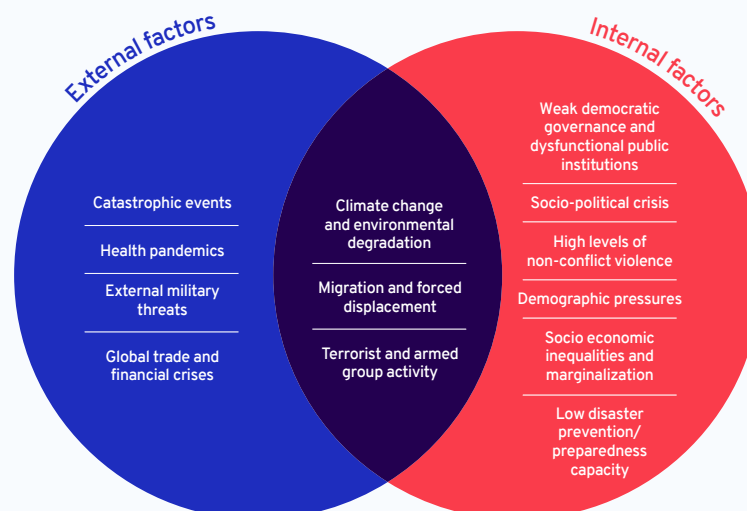 External factors
Catastrophic events
Health pandemics
External military
threats
Global trade and
financial crises
Climate change
and environmental
degradation
Migration and forced
displacement
Terrorist and armed
group activity
Internal factors
Weak democratic
governance and
dysfunctional public
institutions
Socio-political crisis
High levels of
non-conflict violence
Demographic pressures
Socio economic
inequalities and
marginalization
Low disaster
prevention/
preparedness
capacity